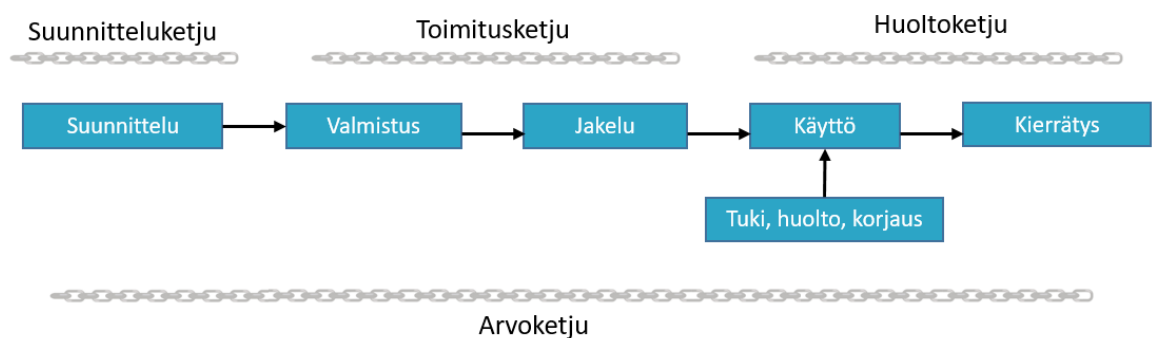 Suunnitteluketju
Toimitusketju
Huoltoketju
Suunnittelu
Valmistus
Jakelu
Käyttö
Kierrätys
Tuki, huolto, korjaus
Arvoketju